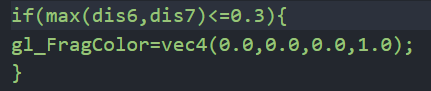 if(max(dis6,dis7)<=0.3){
gl_FragColor=vec4(0.0,0.0,0.0,1.0);
}